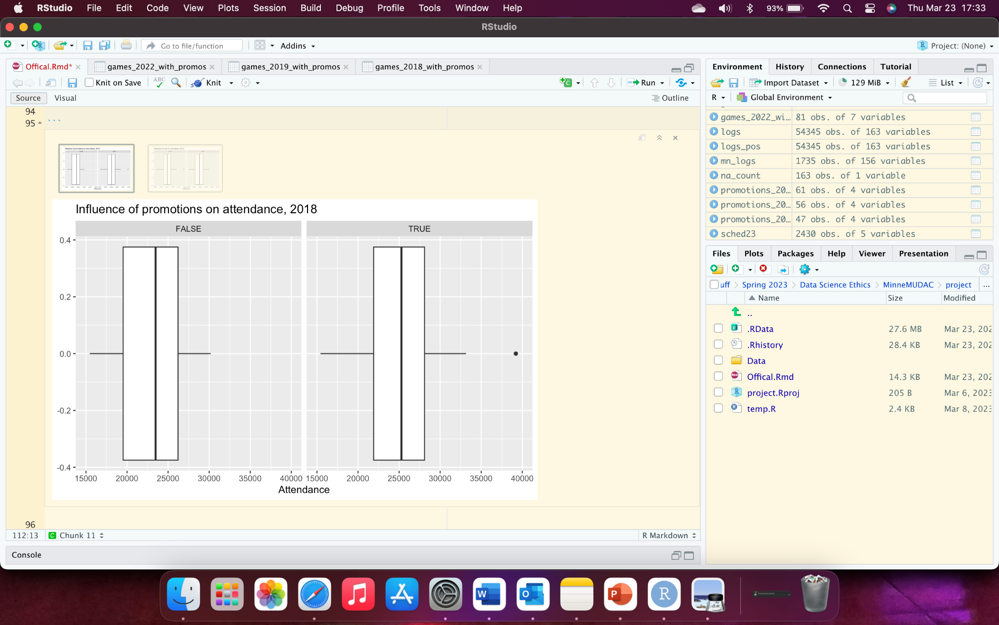 RStudio File Edit Code View Plots Session Build Debug Profile Tools Window Help 93% Thu Mar 23 17:33
RStudio
Go to file/function Addins Project: (None)
Offical.Rmd* games_2022_with_promos games_2019_with_promos games_2018_with_promos
Knit on Save ABC Knit Run
Source Visual Outline
94
95 ```
Influence of promotions on attendance, 2018
FALSE TRUE
0.4
0.2
0.0
-0.2
-0.4
15000 20000 25000 30000 35000 40000 15000 20000 25000 30000 35000 40000
Attendance
96
112:13 C Chunk 11 R Markdown
Console
Environment History Connections Tutorial
Import Dataset 129 MiB List
R Global Environment
games_2022_wi… 81 obs. of 7 variables
logs 54345 obs. of 163 variables
logs_pos 54345 obs. of 163 variables
mn_logs 1735 obs. of 156 variables
na_count 163 obs. of 1 variable
promotions_20… 61 obs. of 4 variables
promotions_20… 56 obs. of 4 variables
promotions_20… 47 obs. of 4 variables
sched23 2430 obs. of 5 variables
Files Plots Packages Help Viewer Presentation
uff Spring 2023 Data Science Ethics MinneMUDAC project ...
Name Size Modified
..
.RData 27.6 MB Mar 23, 202
.Rhistory 28.4 KB Mar 23, 202
Data
Offical.Rmd 14.3 KB Mar 23, 202
project.Rproj 205 B Mar 6, 2023
temp.R 2.4 KB Mar 8, 2023
W O P R